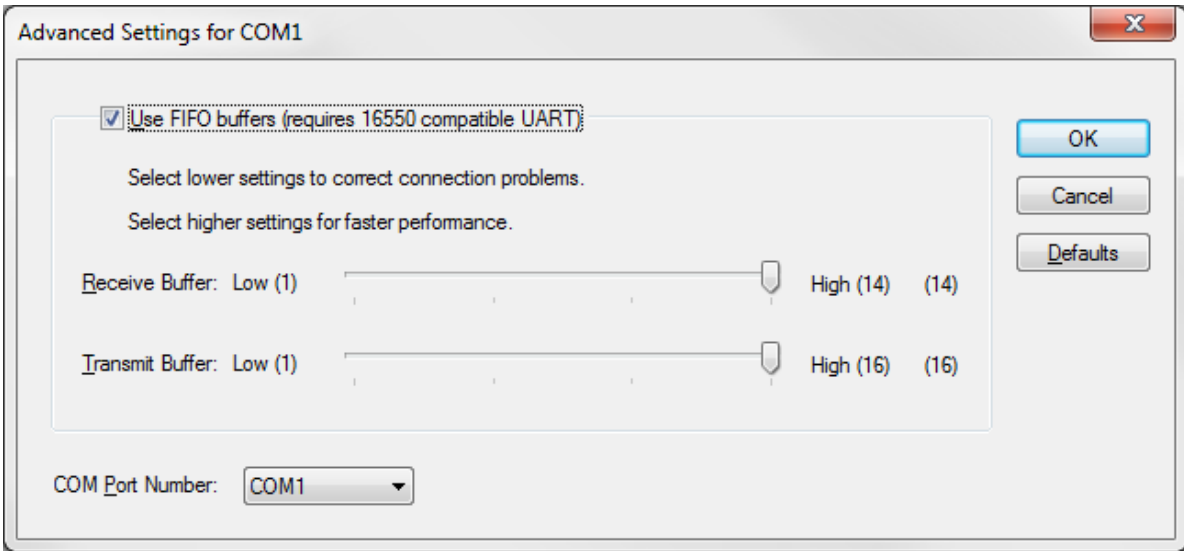 Advanced Settings for COM1
Use FIFO buffers (requires 16550 compatible UART)
Select lower settings to correct connection problems.
Select higher settings for faster performance.
Receive Buffer: Low (1) High (14) (14)
Transmit Buffer: Low (1) High (16) (16)
COM Port Number: COM1
OK
Cancel
Defaults